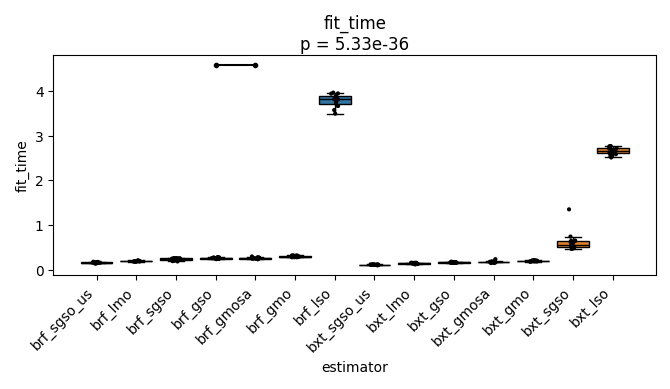 fit_time
p = 5.33e-36
fit_time
4
3
2
1
0
brf_sgso_us
brf_lmo
brf_sgso
brf_gso
brf_gmosa
brf_gmo
brf_lso
bxt_sgso_us
bxt_lmo
bxt_gso
bxt_gmosa
bxt_gmo
bxt_sgso
bxt_lso
estimator